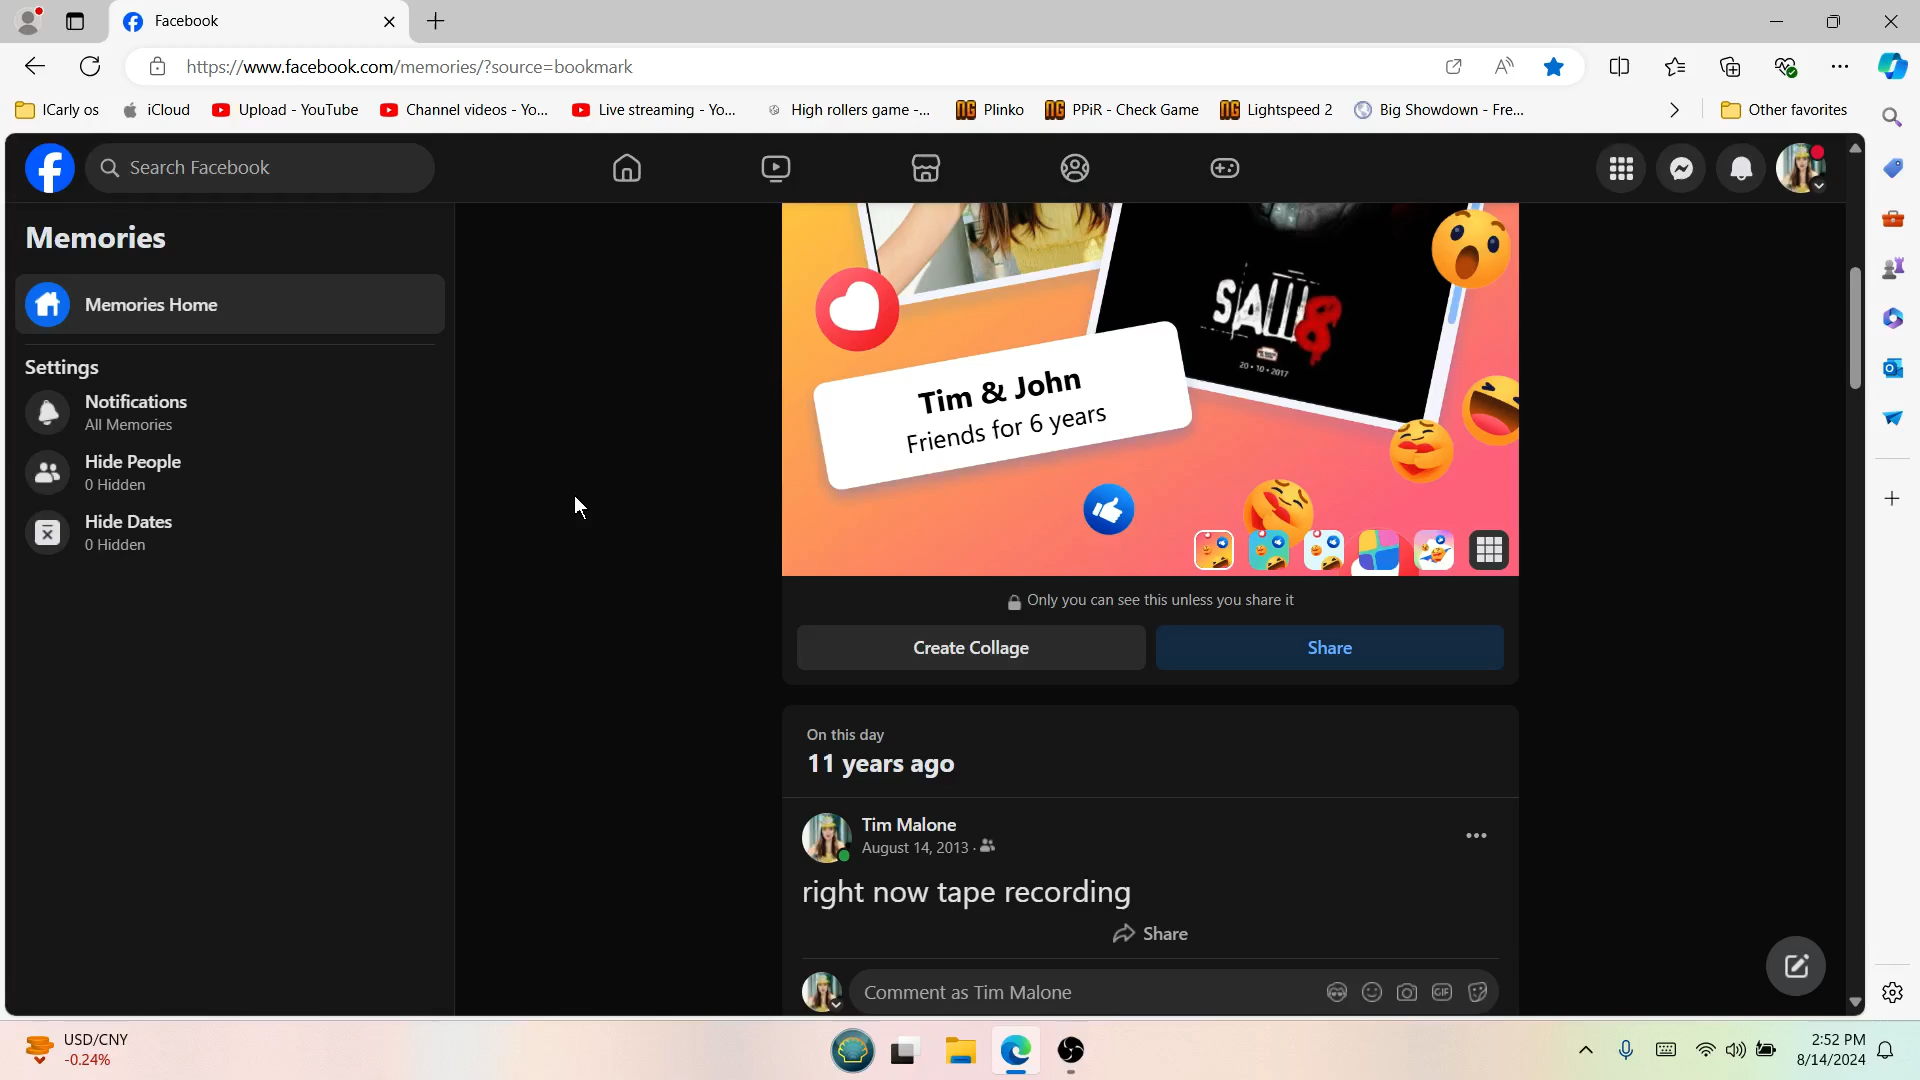 Facebook
https://www.facebook.com/memories/?source=bookmark
ICarly os
iCloud
Upload - YouTube
Channel videos - Yo...
Live streaming - Yo...
High rollers game -...
Plinko
PPiR - Check Game
Lightspeed 2
Big Showdown - Fre...
Other favorites
Search Facebook
Memories
Memories Home
Settings
Notifications
All Memories
Hide People
0 Hidden
Hide Dates
0 Hidden
SAW8
20 • 10 • 2017
Tim & John
Friends for 6 years
Only you can see this unless you share it
Create Collage
Share
On this day
11 years ago
Tim Malone
August 14, 2013 ·
right now tape recording
Share
Comment as Tim Malone
GIF
USD/CNY
-0.24%
2:52 PM
8/14/2024